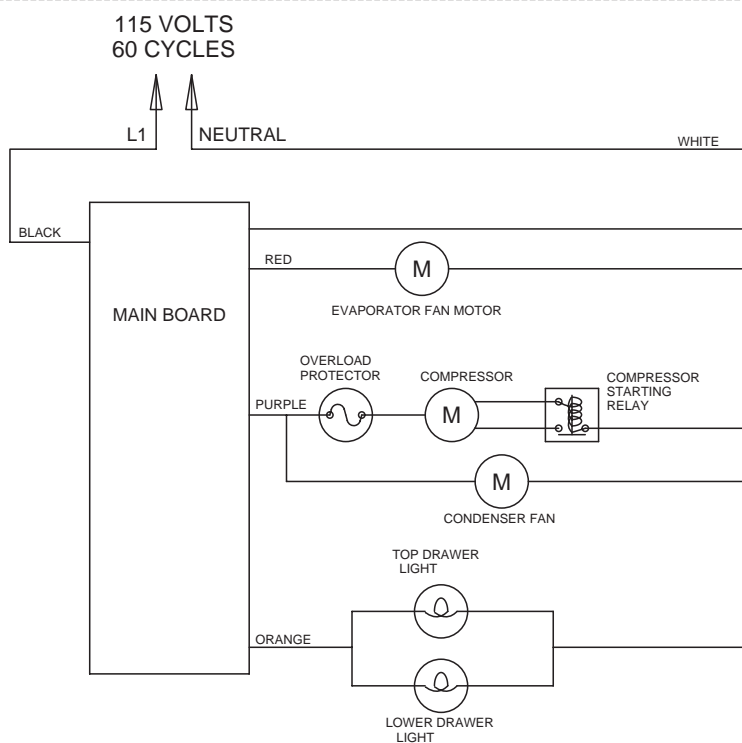 115 VOLTS
60 CYCLES
L1
NEUTRAL
WHITE
BLACK
RED
M
MAIN BOARD
EVAPORATOR FAN MOTOR
OVERLOAD
PROTECTOR
COMPRESSOR
COMPRESSOR
STARTING
RELAY
PURPLE
M
M
CONDENSER FAN
TOP DRAWER
LIGHT
ORANGE
LOWER DRAWER
LIGHT